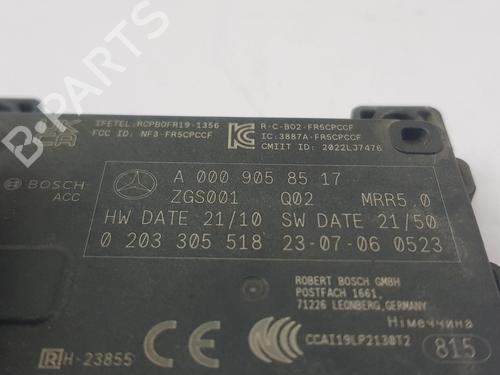 IFETEL: RCPBOFR19-1356
FCC ID: NF3-FR5CPCCF
R-C-BO2-FR5CPCCF
IC: 3887A-FR5CPCCF
CMIIT ID: 2022LJ7476
BOSCH
ACC
A 000 905 85 17
ZGS001 Q02 MRR5.0
HW DATE 21/10 SW DATE 21/50
0 203 305 518 23-07-06 0523
ROBERT BOSCH GMBH
POSTFACH 1661,
71226 LEONBERG, GERMANY
Німеччина
CCAI19LP2130T2
815
R H-23855
B-PARTS